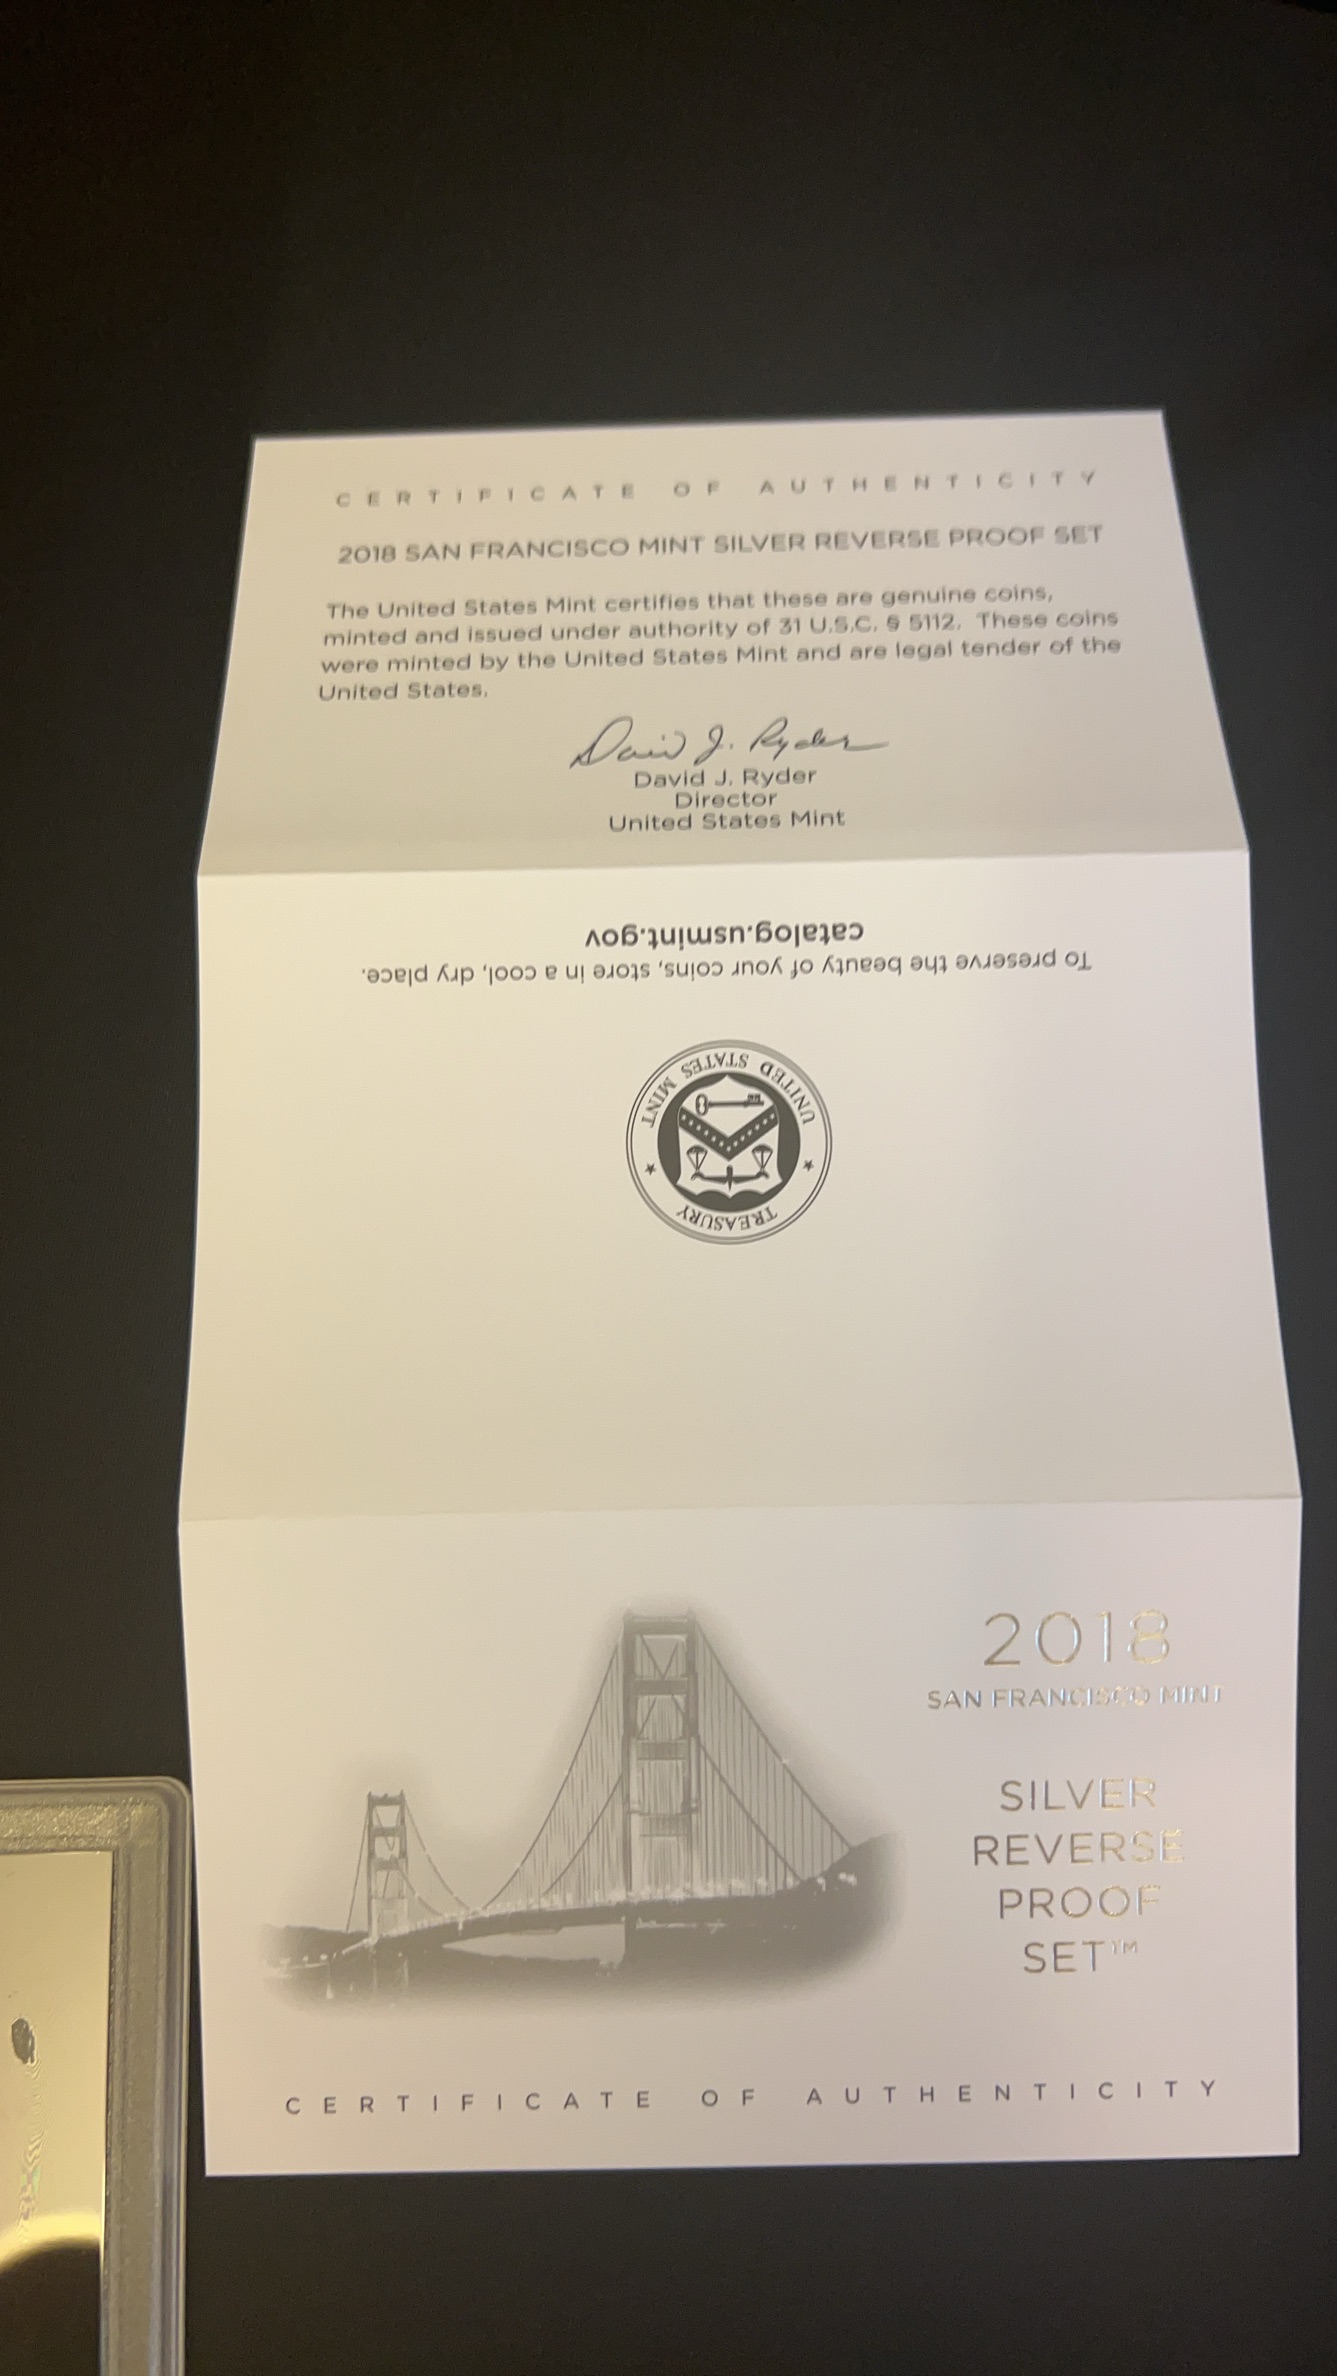 CERTIFICATE OF AUTHENTICITY
2018 SAN FRANCISCO MINT SILVER REVERSE PROOF SET
The United States Mint certifies that these are genuine coins,
minted and issued under authority of 31 U.S.C. § 5112. These coins
were minted by the United States Mint and are legal tender of the
United States.
David J. Ryder
David J. Ryder
Director
United States Mint
To preserve the beauty of your coins, store in a cool, dry place.
catalog.usmint.gov
TREASURY
★ UNITED STATES MINT ★
2018
SAN FRANCISCO MINT
SILVER
REVERSE
PROOF
SET™
CERTIFICATE OF AUTHENTICITY